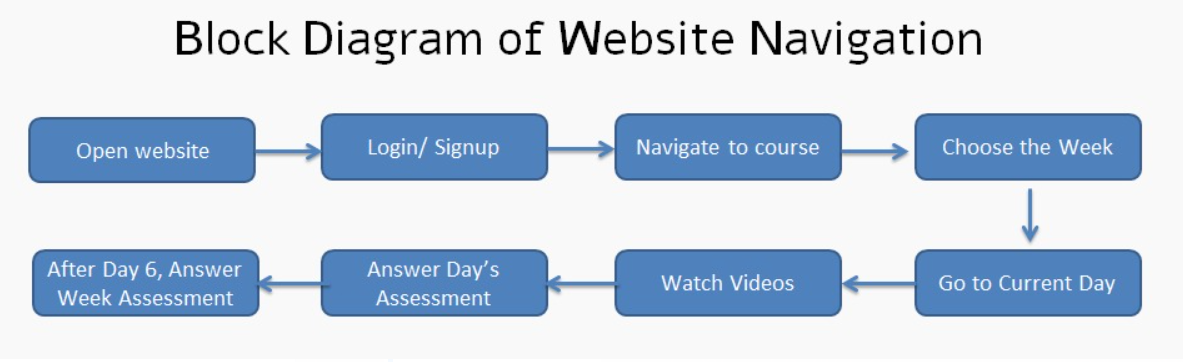 Block Diagram of Website Navigation
Open website
Login/ Signup
Navigate to course
Choose the Week
Go to Current Day
Watch Videos
Answer Day's
Assessment
After Day 6, Answer
Week Assessment